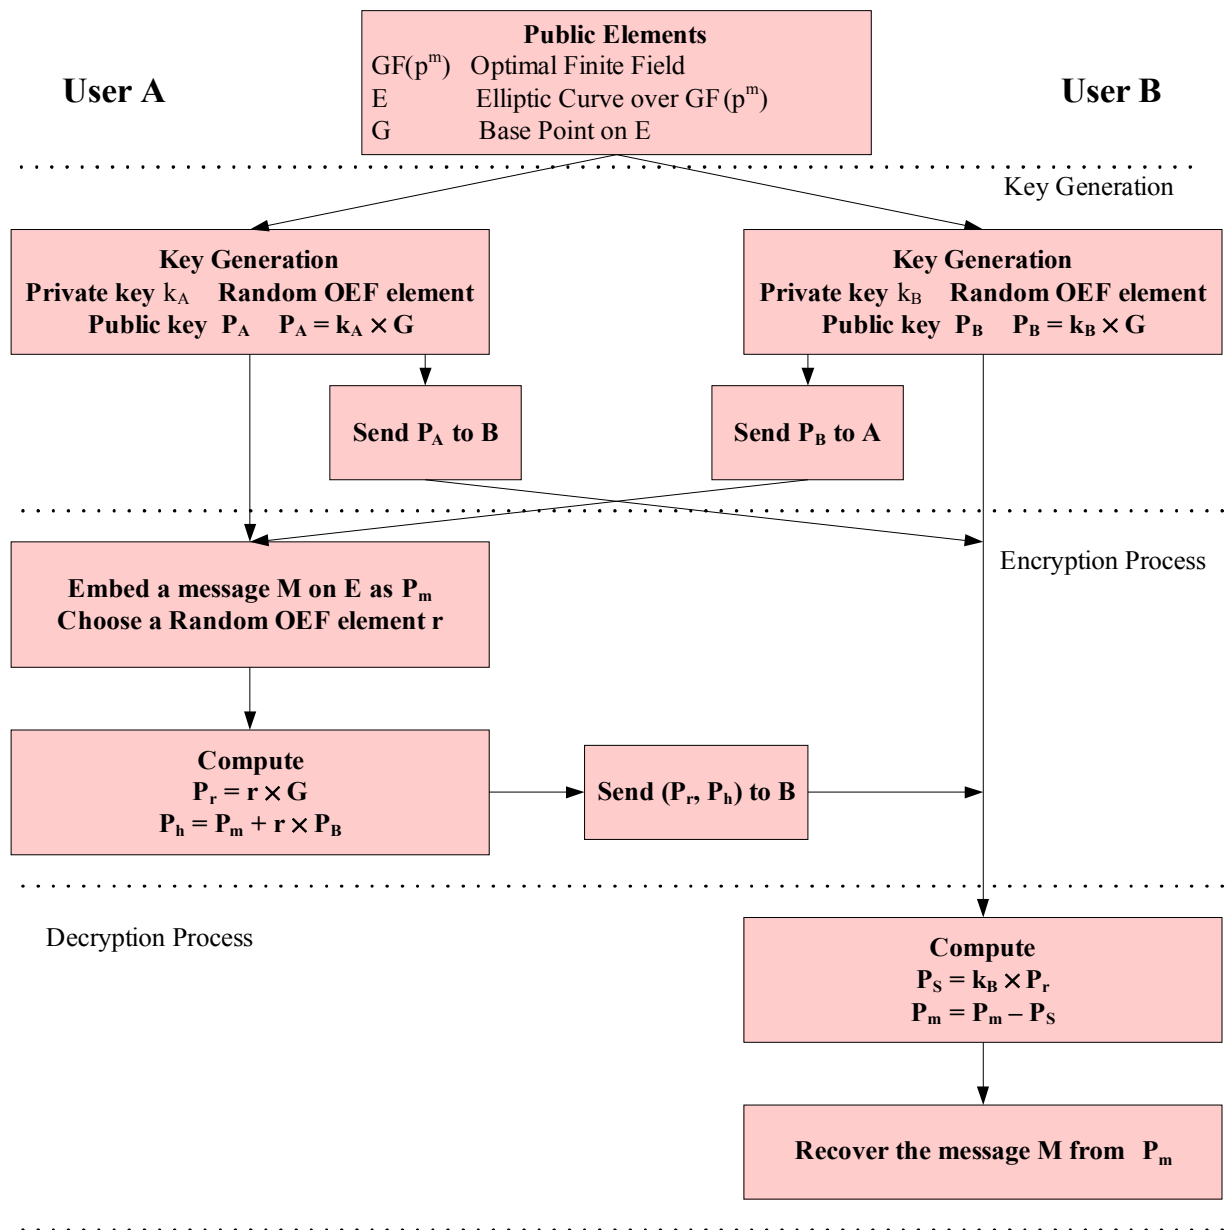 Public Elements
GF(p^m) Optimal Finite Field
E Elliptic Curve over GF(p^m)
G Base Point on E
User A
User B
Key Generation
Key Generation
Private key k_A Random OEF element
Public key P_A P_A = k_A × G
Key Generation
Private key k_B Random OEF element
Public key P_B P_B = k_B × G
Send P_A to B
Send P_B to A
Encryption Process
Embed a message M on E as P_m
Choose a Random OEF element r
Compute
P_r = r × G
P_h = P_m + r × P_B
Send (P_r, P_h) to B
Decryption Process
Compute
P_S = k_B × P_r
P_m = P_m – P_S
Recover the message M from P_m